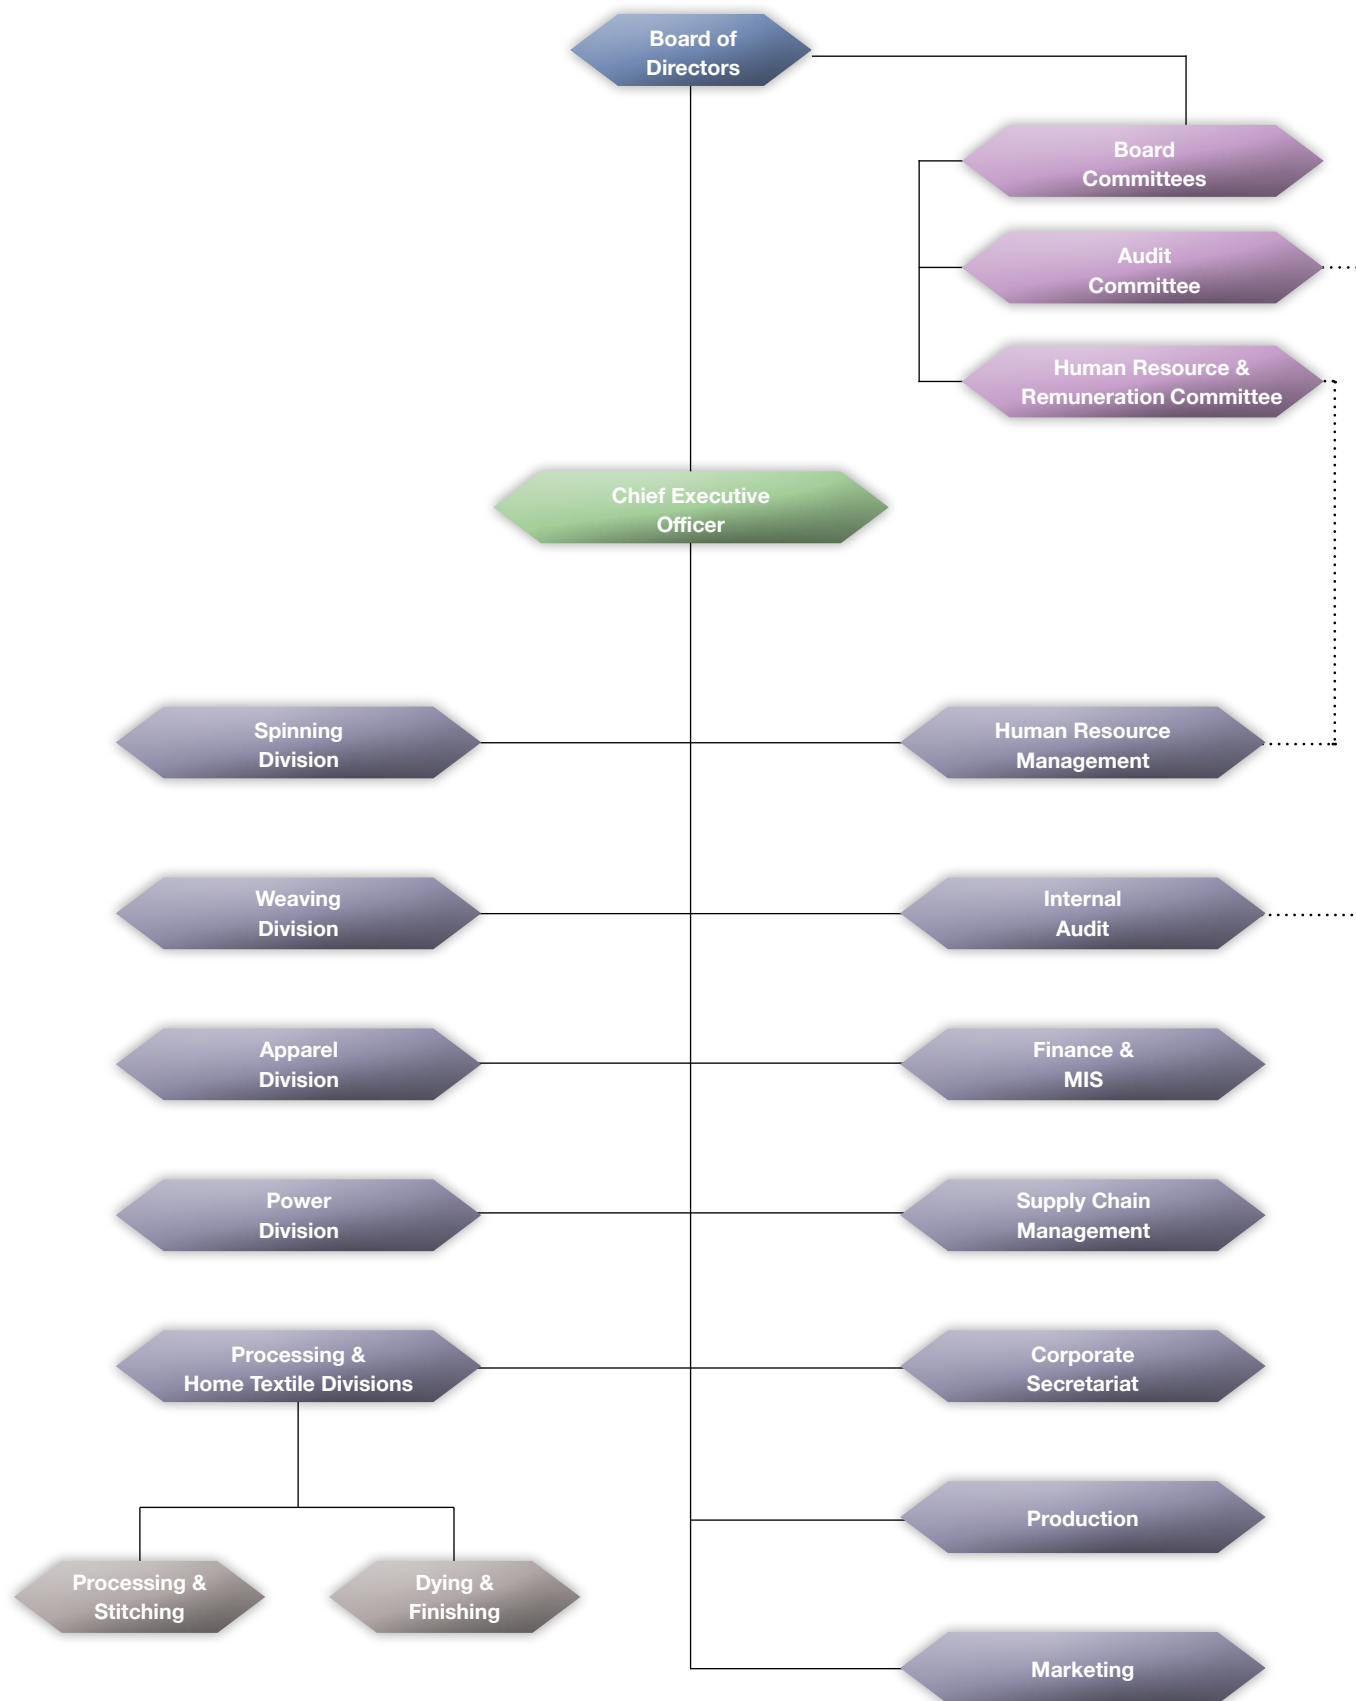 Board of
Directors
Board
Committees
Audit
Committee
Human Resource &
Remuneration Committee
Chief Executive
Officer
Spinning
Division
Human Resource
Management
Weaving
Division
Internal
Audit
Apparel
Division
Finance &
MIS
Power
Division
Supply Chain
Management
Processing &
Home Textile Divisions
Corporate
Secretariat
Production
Processing &
Stitching
Dying &
Finishing
Marketing